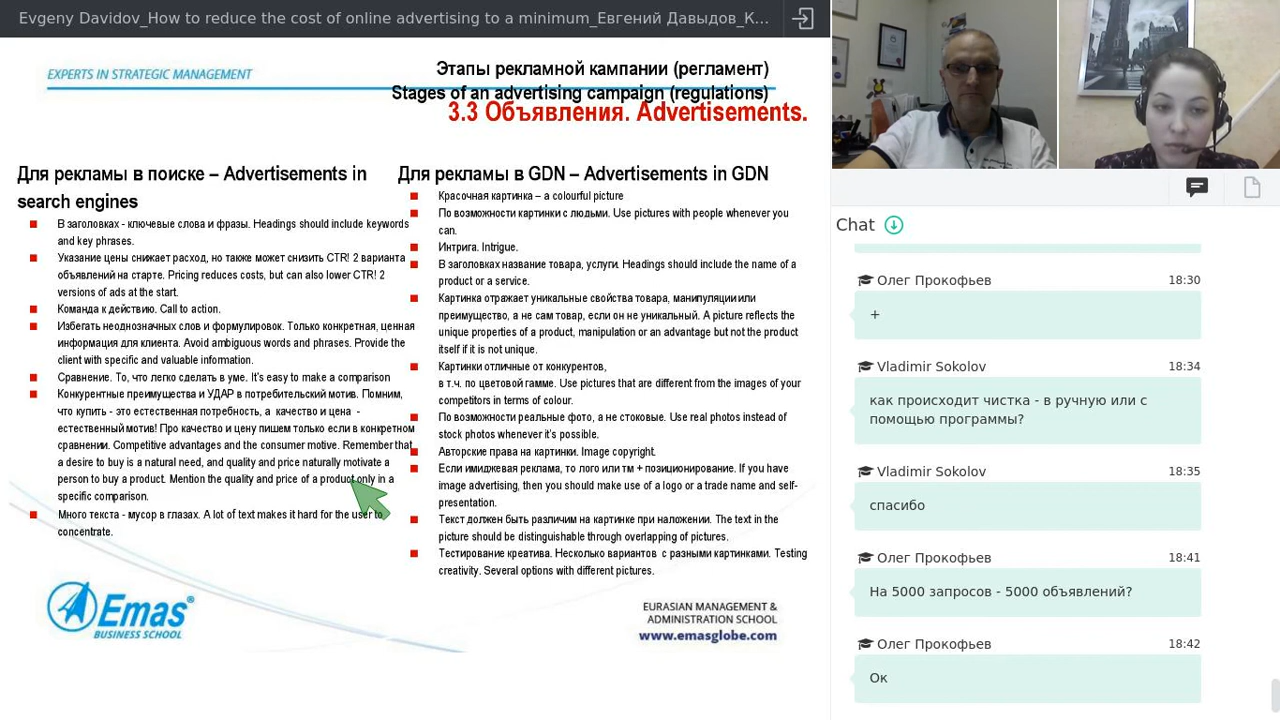 Evgeny Davidov_How to reduce the cost of online advertising to a minimum_Евгений Давыдов_К...
EXPERTS IN STRATEGIC MANAGEMENT
Этапы рекламной кампании (регламент)
Stages of an advertising campaign (regulations)
3.3 Объявления. Advertisements.
Для рекламы в поиске – Advertisements in
search engines
В заголовках - ключевые слова и фразы. Headings should include keywords
and key phrases.
Указание цены снижает расход, но также может снизить CTR! 2 варианта
объявлений на старте. Pricing reduces costs, but can also lower CTR! 2
versions of ads at the start.
Команда к действию. Call to action.
Избегать неоднозначных слов и формулировок. Только конкретная, ценная
информация для клиента. Avoid ambiguous words and phrases. Provide the
client with specific and valuable information.
Сравнение. То, что легко сделать в уме. It's easy to make a comparison
Конкурентные преимущества и УДАР в потребительский мотив. Помним,
что купить - это естественная потребность, а качество и цена -
естественный мотив! Про качество и цену пишем только если в конкретном
сравнении. Competitive advantages and the consumer motive. Remember that
a desire to buy is a natural need, and quality and price naturally motivate a
person to buy a product. Mention the quality and price of a product only in a
specific comparison.
Много текста - мусор в глазах. A lot of text makes it hard for the user to
concentrate.
Для рекламы в GDN – Advertisements in GDN
Красочная картинка – a colourful picture
По возможности картинки с людьми. Use pictures with people whenever you
can.
Интрига. Intrigue.
В заголовках название товара, услуги. Headings should include the name of a
product or a service.
Картинка отражает уникальные свойства товара, манипуляции или
преимущество, а не сам товар, если он не уникальный. A picture reflects the
unique properties of a product, manipulation or an advantage but not the product
itself if it is not unique.
Картинки отличные от конкурентов,
в т.ч. по цветовой гамме. Use pictures that are different from the images of your
competitors in terms of colour.
По возможности реальные фото, а не стоковые. Use real photos instead of
stock photos whenever it's possible.
Авторские права на картинки. Image copyright.
Если имиджевая реклама, то лого или тм + позиционирование. If you have
image advertising, then you should make use of a logo or a trade name and self-
presentation.
Текст должен быть различим на картинке при наложении. The text in the
picture should be distinguishable through overlapping of pictures.
Тестирование креатива. Несколько вариантов с разными картинками. Testing
creativity. Several options with different pictures.
Emas
BUSINESS SCHOOL
EURASIAN MANAGEMENT &
ADMINISTRATION SCHOOL
www.emasglobe.com
Chat
Олег Прокофьев 18:30
+
Vladimir Sokolov 18:34
как происходит чистка - в ручную или с
помощью программы?
Vladimir Sokolov 18:35
спасибо
Олег Прокофьев 18:41
На 5000 запросов - 5000 объявлений?
Олег Прокофьев 18:42
Ок